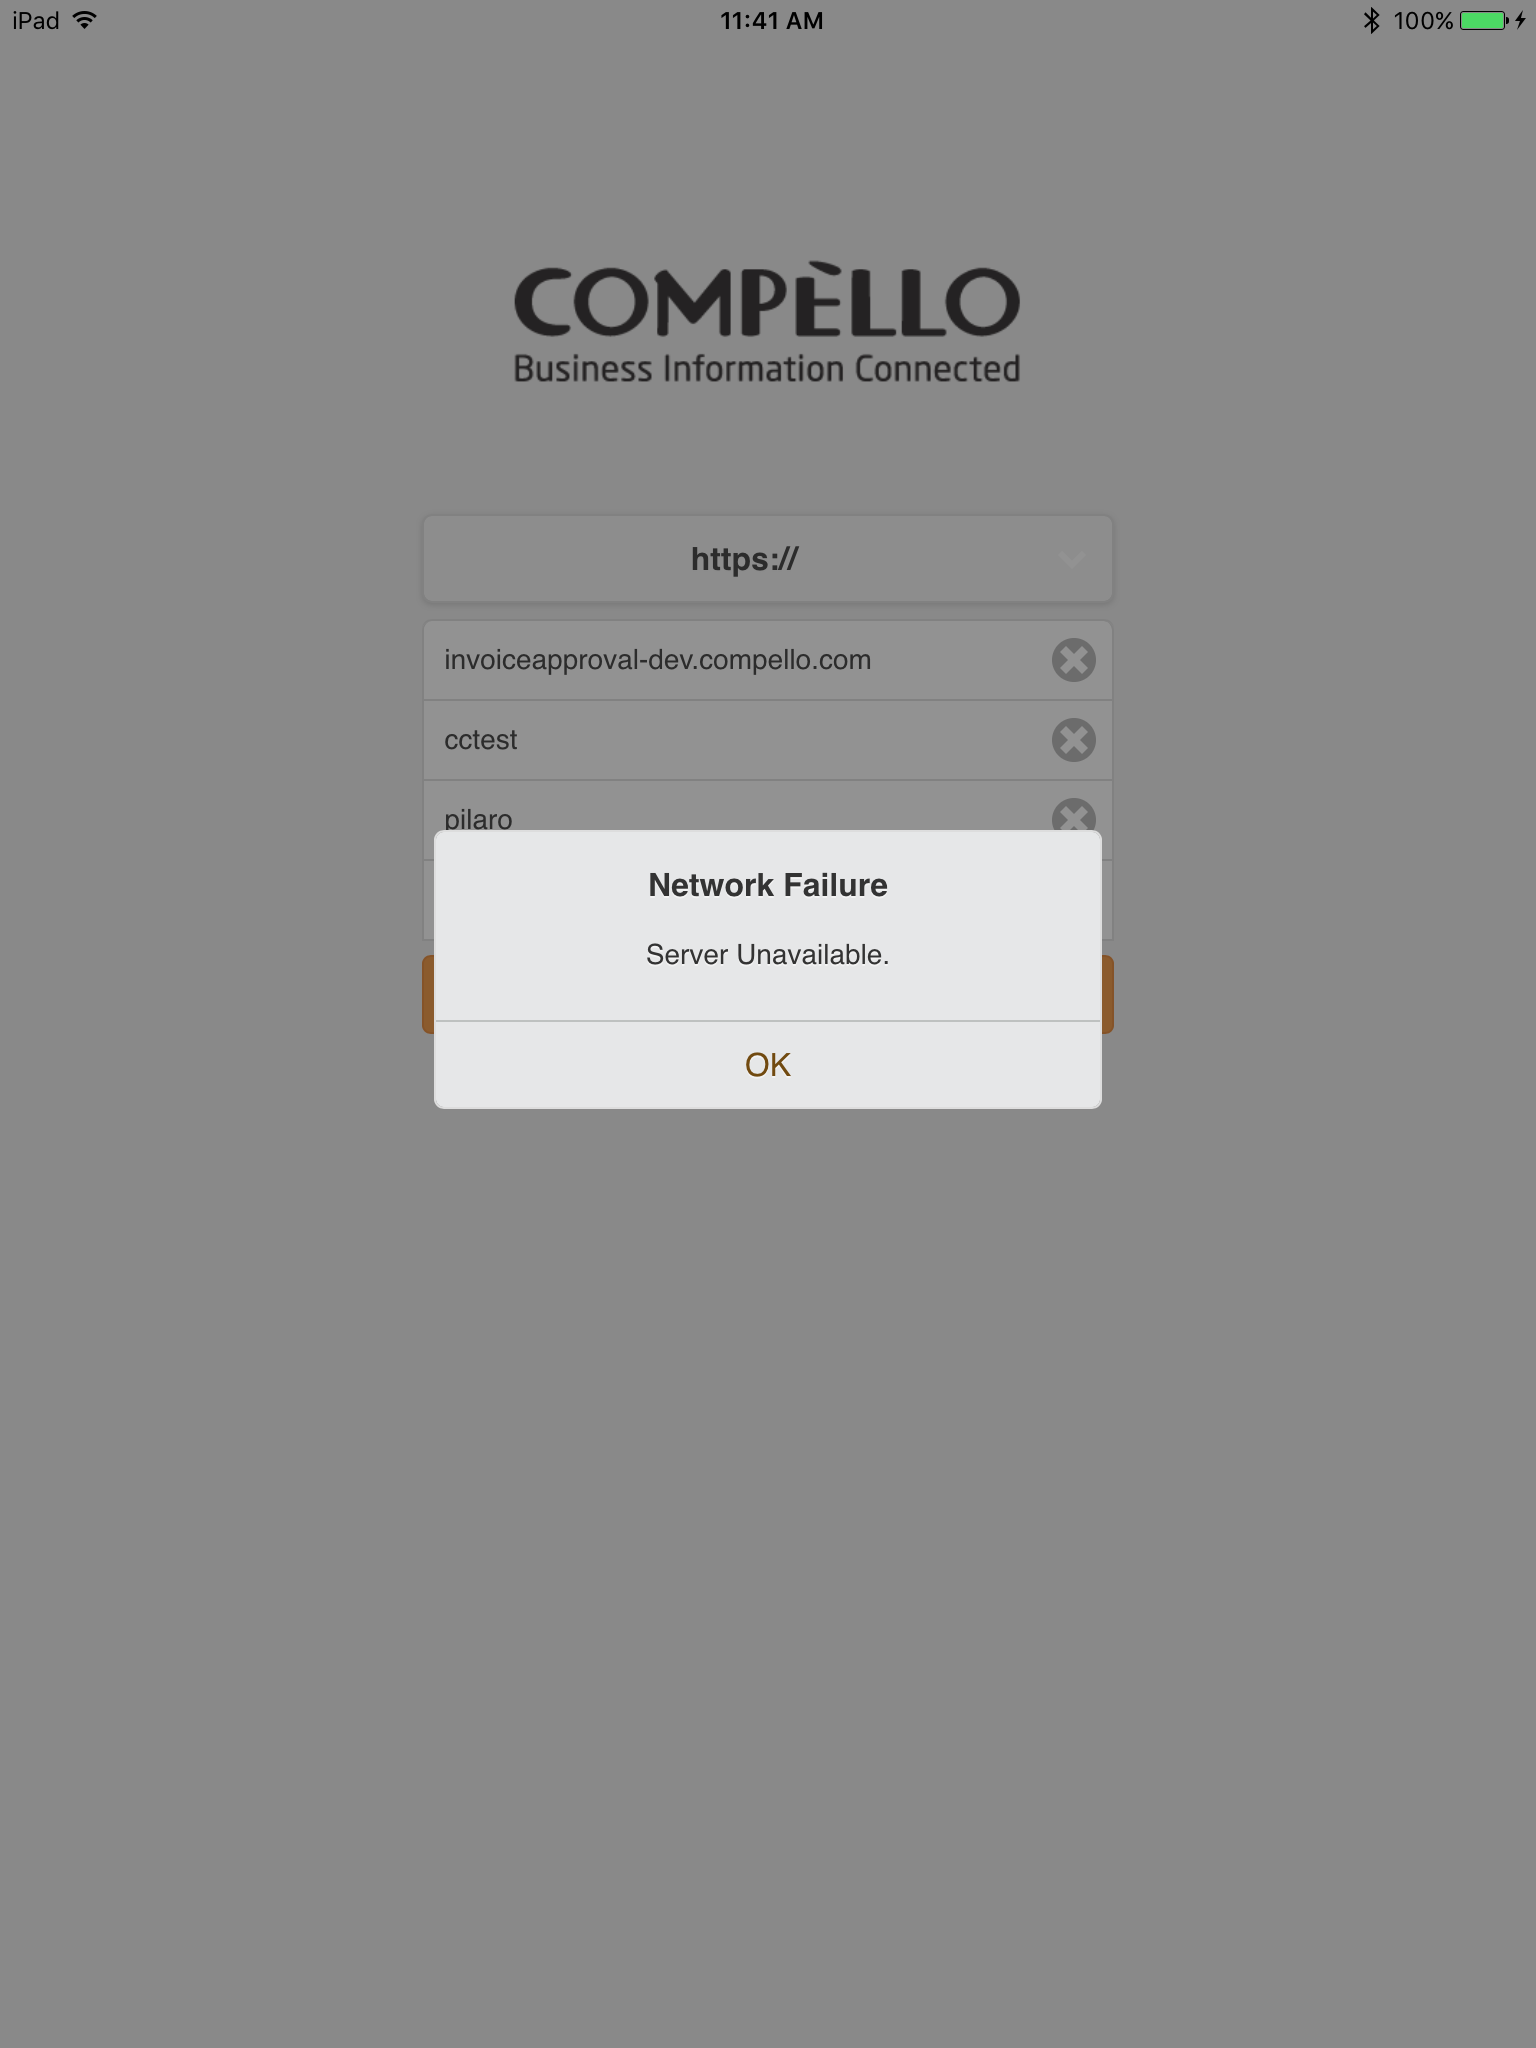 iPad 11:41 AM 100%
COMPÈLLO
Business Information Connected
https://
invoiceapproval-dev.compello.com
cctest
pilaro
Network Failure
Server Unavailable.
OK